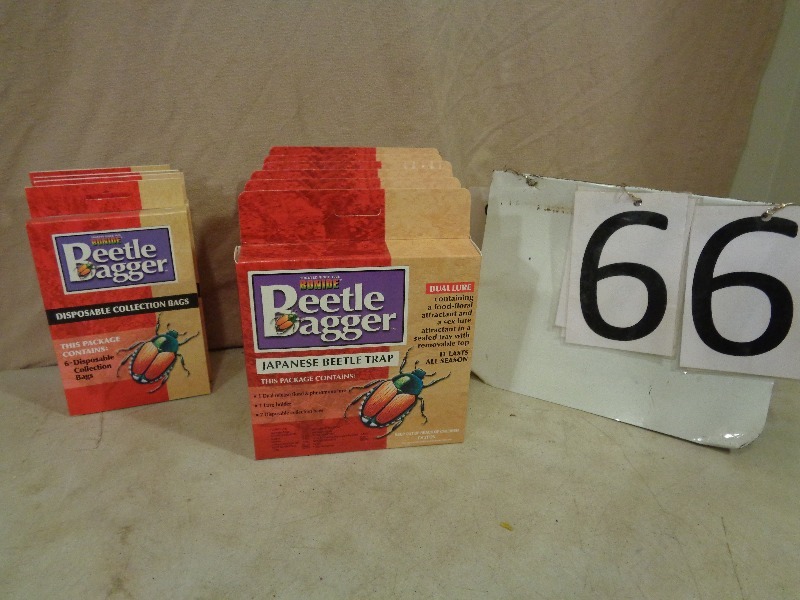 BONIDE
Beetle
Bagger
DISPOSABLE COLLECTION BAGS
THIS PACKAGE
CONTAINS:
6 - Disposable
Collection
Bags
BONIDE
Beetle
Bagger
JAPANESE BEETLE TRAP
THIS PACKAGE CONTAINS:
DUAL LURE
containing
a food-floral
attractant and
a sex lure
attractant in a
sealed tray with
removable top
IT LASTS
ALL SEASON
66